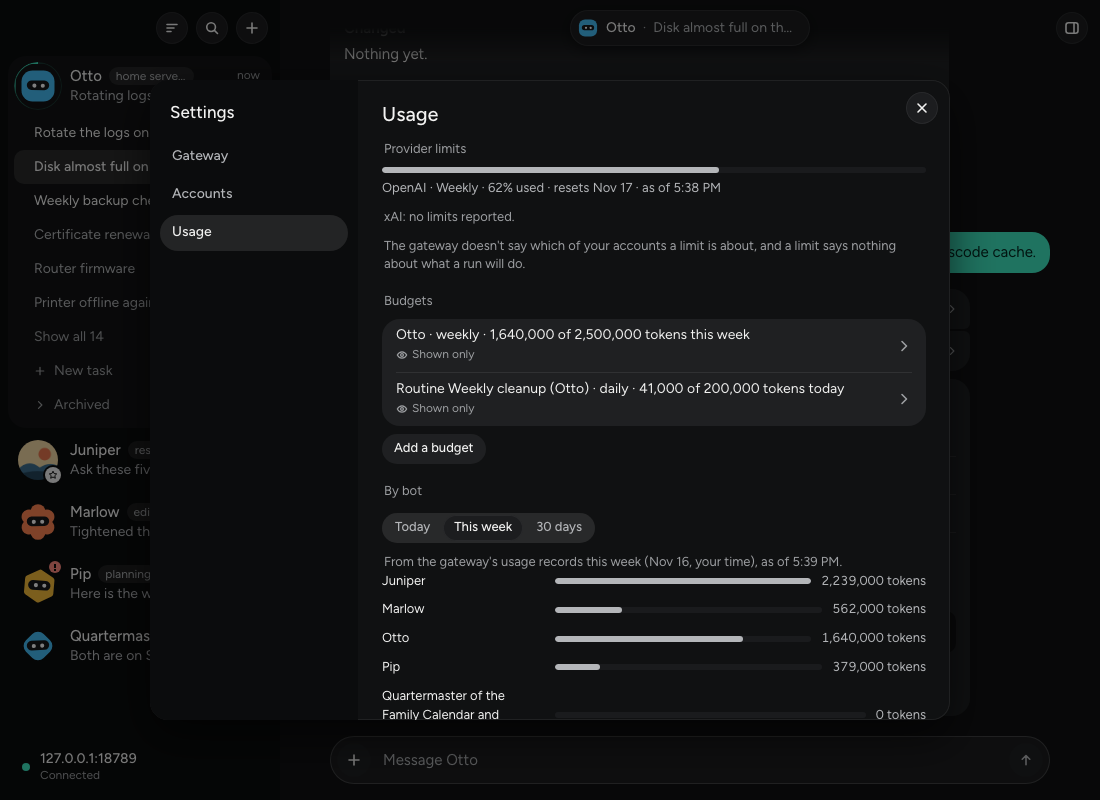 Nothing yet.
Otto · Disk almost full on th…
Otto home serve… now
Rotating logs
Rotate the logs on
Disk almost full on
Weekly backup che
Certificate renewa
Router firmware
Printer offline again
Show all 14
+ New task
Archived
Juniper res
Ask these fiv
Marlow edi
Tightened th
Pip planning
Here is the w
Quartermas
Both are on S
127.0.0.1:18789
Connected
Settings
Gateway
Accounts
Usage
Usage
Provider limits
OpenAI · Weekly · 62% used · resets Nov 17 · as of 5:38 PM
xAI: no limits reported.
The gateway doesn't say which of your accounts a limit is about, and a limit says nothing
about what a run will do.
Budgets
Otto · weekly · 1,640,000 of 2,500,000 tokens this week
Shown only
Routine Weekly cleanup (Otto) · daily · 41,000 of 200,000 tokens today
Shown only
Add a budget
By bot
Today This week 30 days
From the gateway's usage records this week (Nov 16, your time), as of 5:39 PM.
Juniper 2,239,000 tokens
Marlow 562,000 tokens
Otto 1,640,000 tokens
Pip 379,000 tokens
Quartermaster of the
Family Calendar and 0 tokens
scode cache.
Message Otto